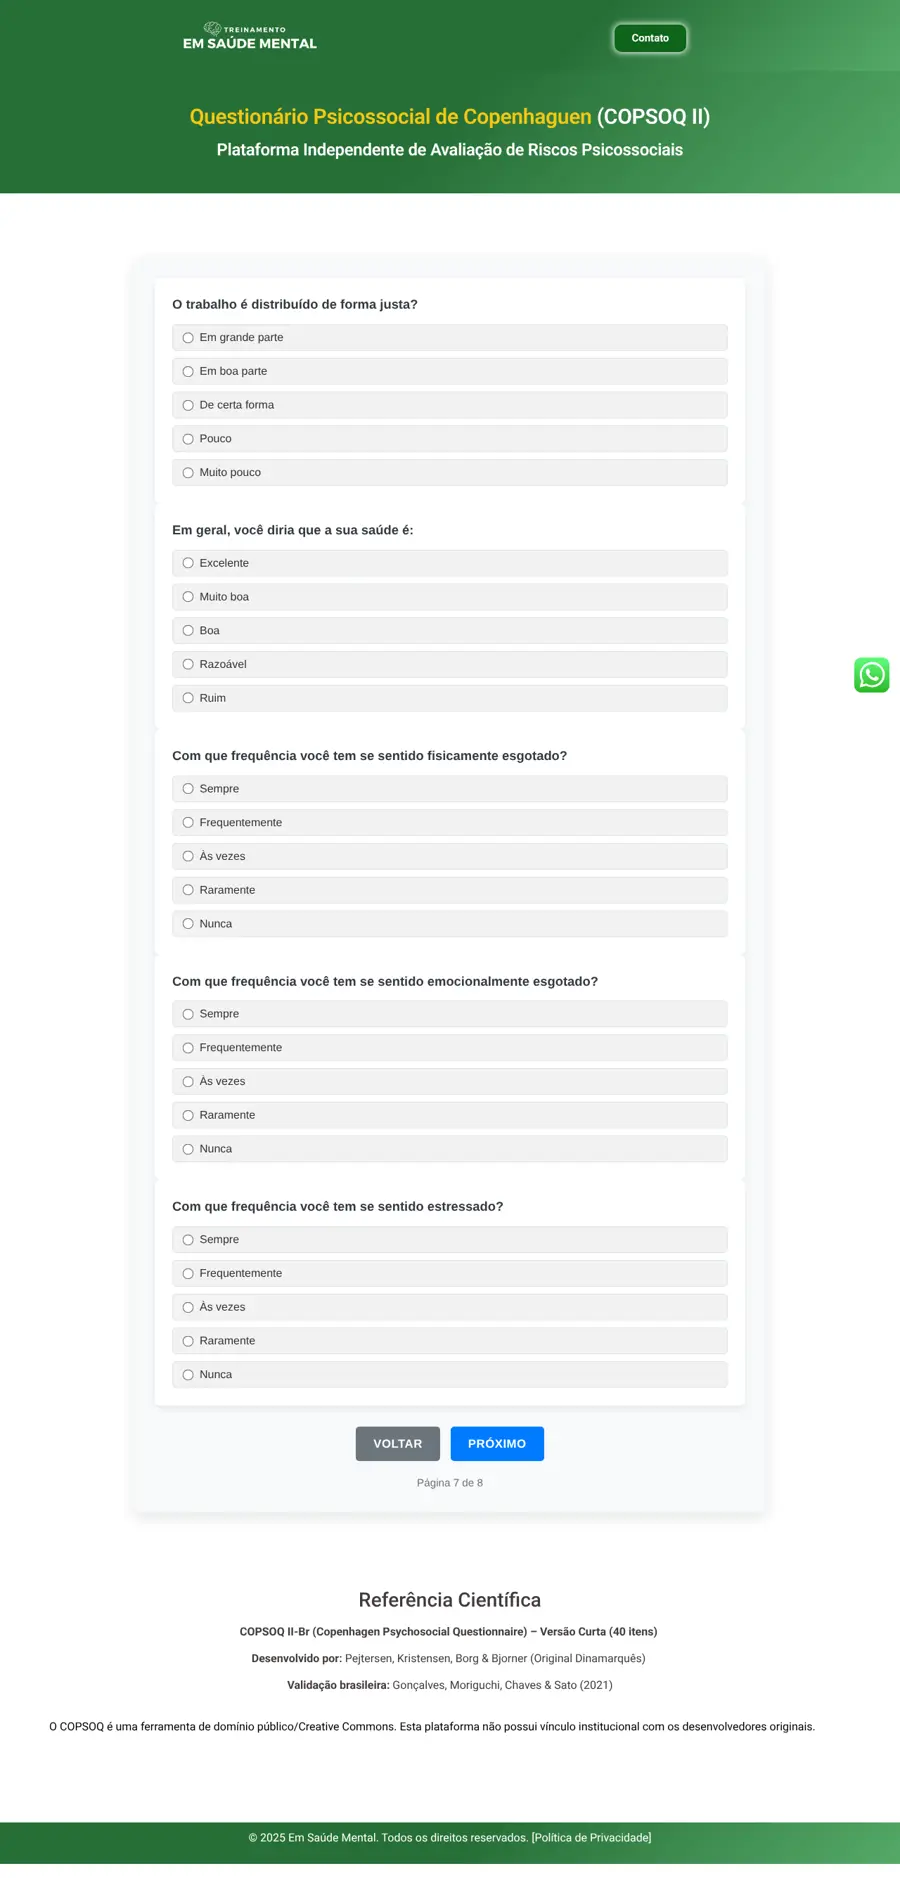 TREINAMENTO
EM SAÚDE MENTAL
Contato
Questionário Psicossocial de Copenhaguen (COPSOQ II)
Plataforma Independente de Avaliação de Riscos Psicossociais
O trabalho é distribuído de forma justa?
Em grande parte
Em boa parte
De certa forma
Pouco
Muito pouco
Em geral, você diria que a sua saúde é:
Excelente
Muito boa
Boa
Razoável
Ruim
Com que frequência você tem se sentido fisicamente esgotado?
Sempre
Frequentemente
Às vezes
Raramente
Nunca
Com que frequência você tem se sentido emocionalmente esgotado?
Sempre
Frequentemente
Às vezes
Raramente
Nunca
Com que frequência você tem se sentido estressado?
Sempre
Frequentemente
Às vezes
Raramente
Nunca
VOLTAR PRÓXIMO
Página 7 de 8
Referência Científica
COPSOQ II-Br (Copenhagen Psychosocial Questionnaire) – Versão Curta (40 itens)
Desenvolvido por: Pejtersen, Kristensen, Borg & Bjorner (Original Dinamarquês)
Validação brasileira: Gonçalves, Moriguchi, Chaves & Sato (2021)
O COPSOQ é uma ferramenta de domínio público/Creative Commons. Esta plataforma não possui vínculo institucional com os desenvolvedores originais.
© 2025 Em Saúde Mental. Todos os direitos reservados. [Política de Privacidade]